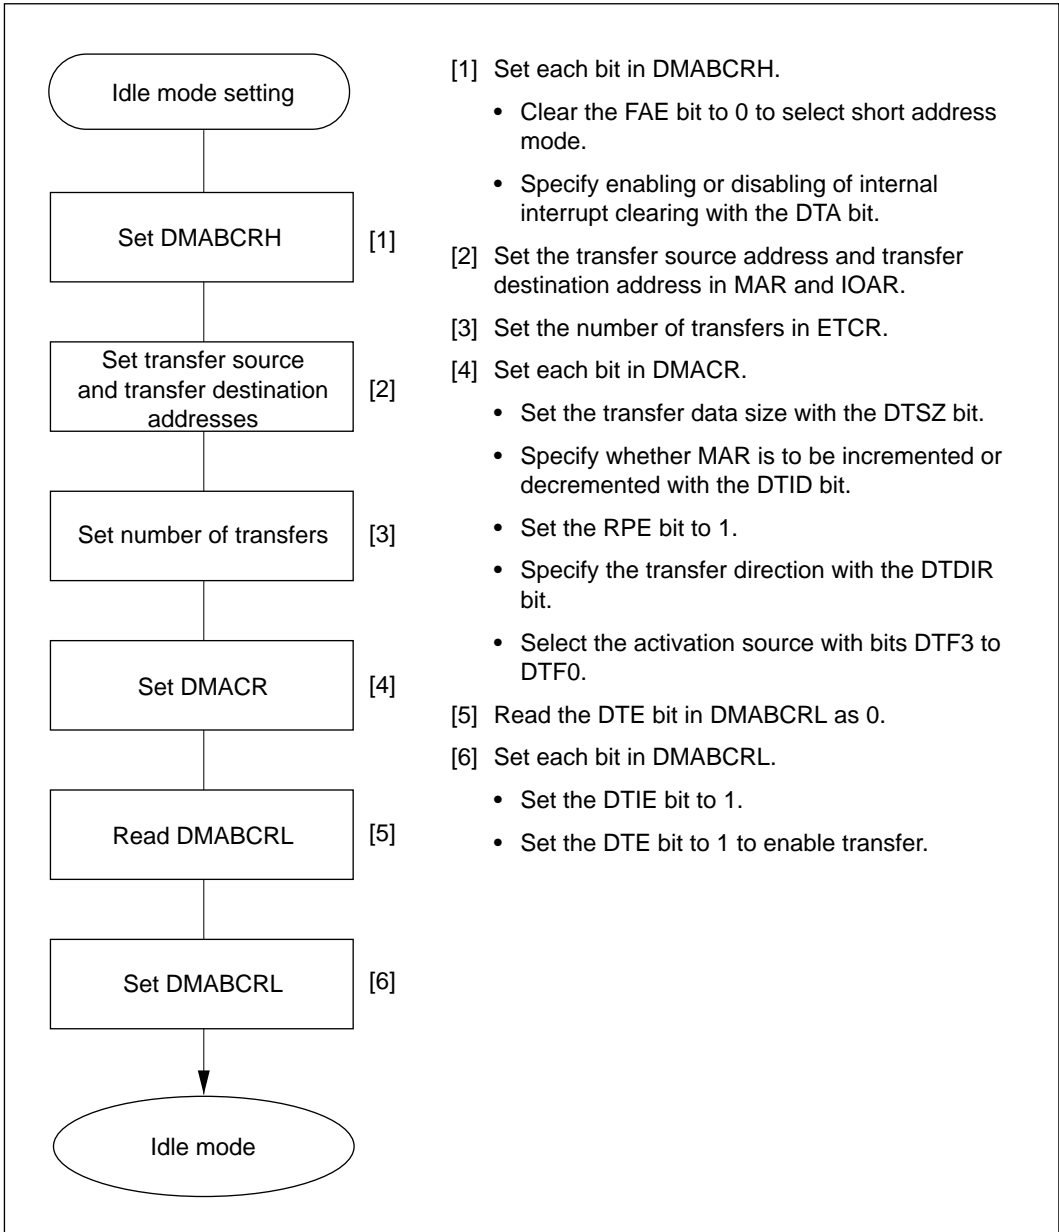 Idle mode setting
Set DMABCRH
[1]
Set transfer source
and transfer destination
addresses
[2]
Set number of transfers
[3]
Set DMACR
[4]
Read DMABCRL
[5]
Set DMABCRL
[6]
Idle mode
[1] Set each bit in DMABCRH.
• Clear the FAE bit to 0 to select short address
mode.
• Specify enabling or disabling of internal
interrupt clearing with the DTA bit.
[2] Set the transfer source address and transfer
destination address in MAR and IOAR.
[3] Set the number of transfers in ETCR.
[4] Set each bit in DMACR.
• Set the transfer data size with the DTSZ bit.
• Specify whether MAR is to be incremented or
decremented with the DTID bit.
• Set the RPE bit to 1.
• Specify the transfer direction with the DTDIR
bit.
• Select the activation source with bits DTF3 to
DTF0.
[5] Read the DTE bit in DMABCRL as 0.
[6] Set each bit in DMABCRL.
• Set the DTIE bit to 1.
• Set the DTE bit to 1 to enable transfer.